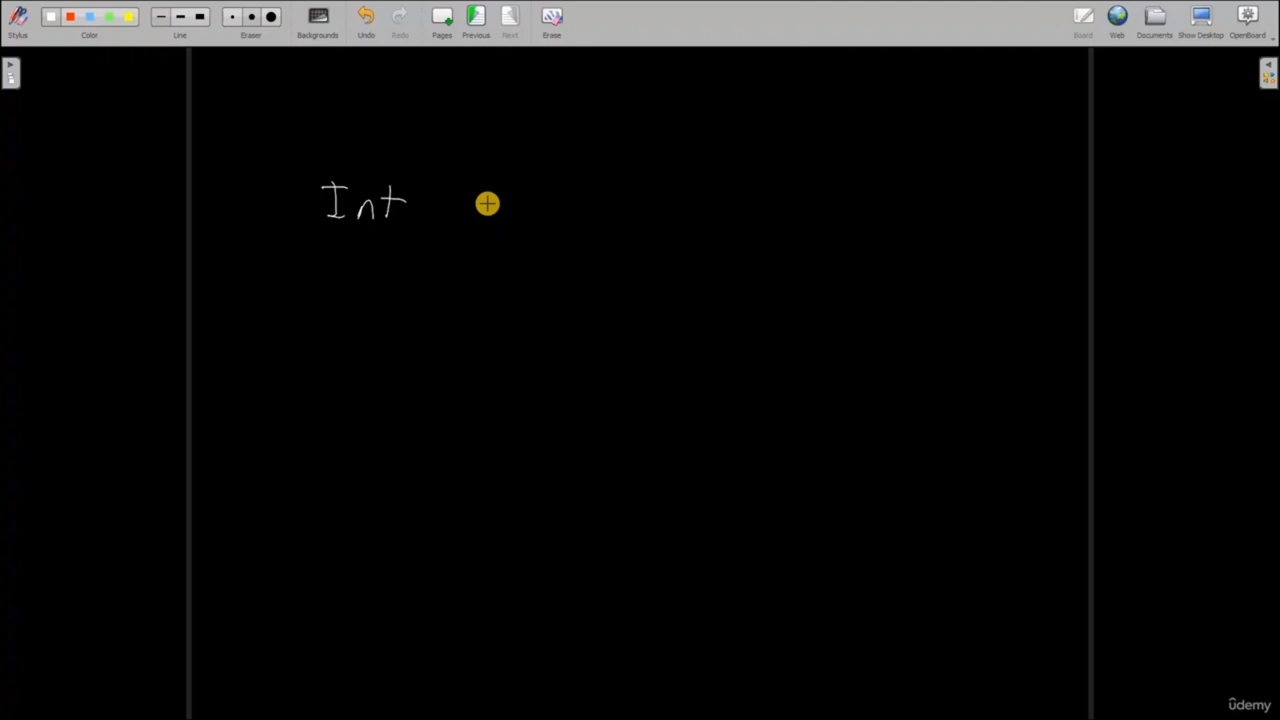 Stylus Color Line Eraser Backgrounds Undo Redo Pages Previous Next Erase Board Web Documents Show Desktop OpenBoard
Int
ûdemy